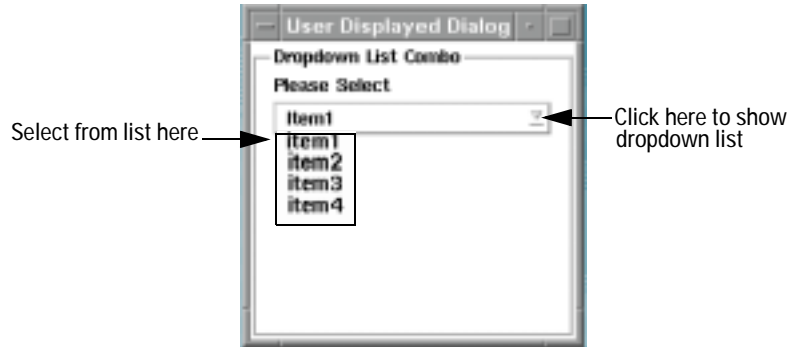 User Displayed Dialog
Dropdown List Combo
Please Select
Item1
Select from list here
item1
item2
item3
item4
Click here to show
dropdown list